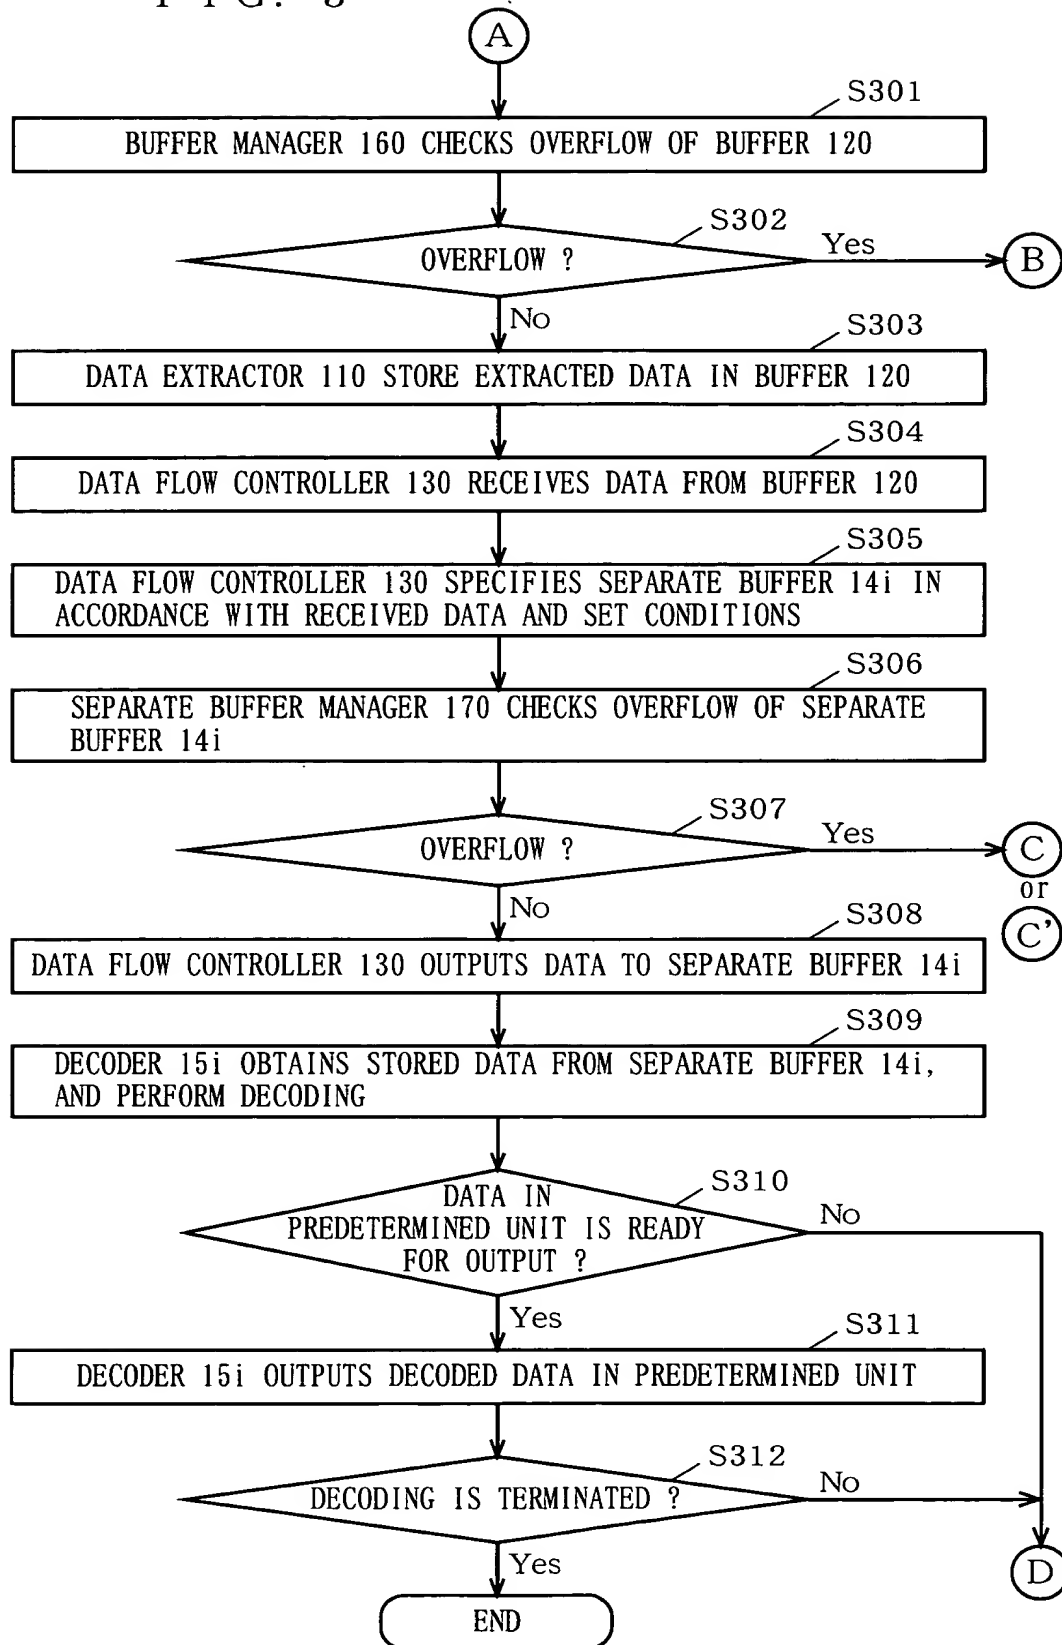 A
S301
BUFFER MANAGER 160 CHECKS OVERFLOW OF BUFFER 120
S302
OVERFLOW ?
Yes
B
No
S303
DATA EXTRACTOR 110 STORE EXTRACTED DATA IN BUFFER 120
S304
DATA FLOW CONTROLLER 130 RECEIVES DATA FROM BUFFER 120
S305
DATA FLOW CONTROLLER 130 SPECIFIES SEPARATE BUFFER 14i IN
ACCORDANCE WITH RECEIVED DATA AND SET CONDITIONS
S306
SEPARATE BUFFER MANAGER 170 CHECKS OVERFLOW OF SEPARATE
BUFFER 14i
S307
OVERFLOW ?
Yes
C
or
C'
No
S308
DATA FLOW CONTROLLER 130 OUTPUTS DATA TO SEPARATE BUFFER 14i
S309
DECODER 15i OBTAINS STORED DATA FROM SEPARATE BUFFER 14i,
AND PERFORM DECODING
S310
DATA IN
PREDETERMINED UNIT IS READY
FOR OUTPUT ?
No
Yes
S311
DECODER 15i OUTPUTS DECODED DATA IN PREDETERMINED UNIT
S312
DECODING IS TERMINATED ?
No
Yes
D
END